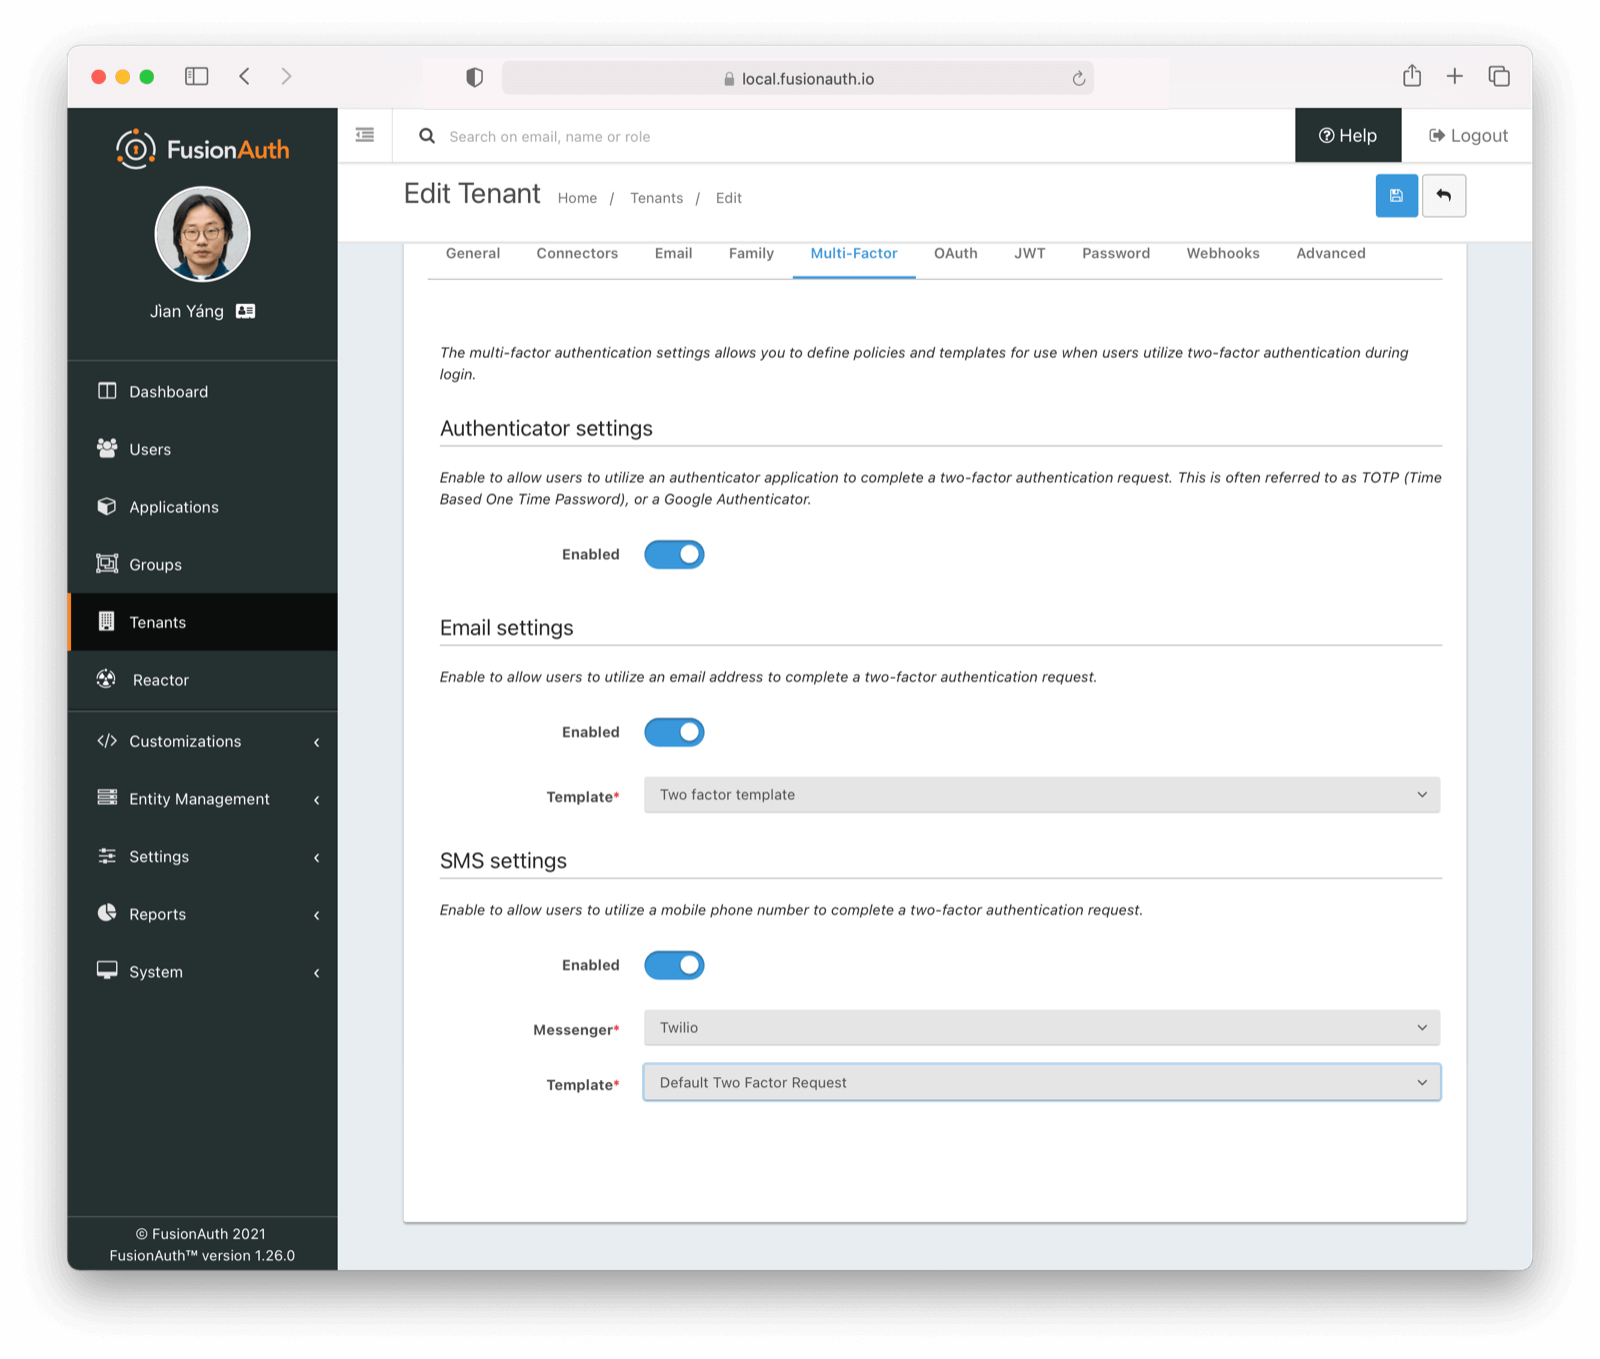 local.fusionauth.io
FusionAuth
Search on email, name or role
Help
Logout
Edit Tenant
Home / Tenants / Edit
Jìan Yáng
Dashboard
Users
Applications
Groups
Tenants
Reactor
Customizations
Entity Management
Settings
Reports
System
© FusionAuth 2021
FusionAuth™ version 1.26.0
General Connectors Email Family Multi-Factor OAuth JWT Password Webhooks Advanced
The multi-factor authentication settings allows you to define policies and templates for use when users utilize two-factor authentication during
login.
Authenticator settings
Enable to allow users to utilize an authenticator application to complete a two-factor authentication request. This is often referred to as TOTP (Time
Based One Time Password), or a Google Authenticator.
Enabled
Email settings
Enable to allow users to utilize an email address to complete a two-factor authentication request.
Enabled
Template* Two factor template
SMS settings
Enable to allow users to utilize a mobile phone number to complete a two-factor authentication request.
Enabled
Messenger* Twilio
Template* Default Two Factor Request